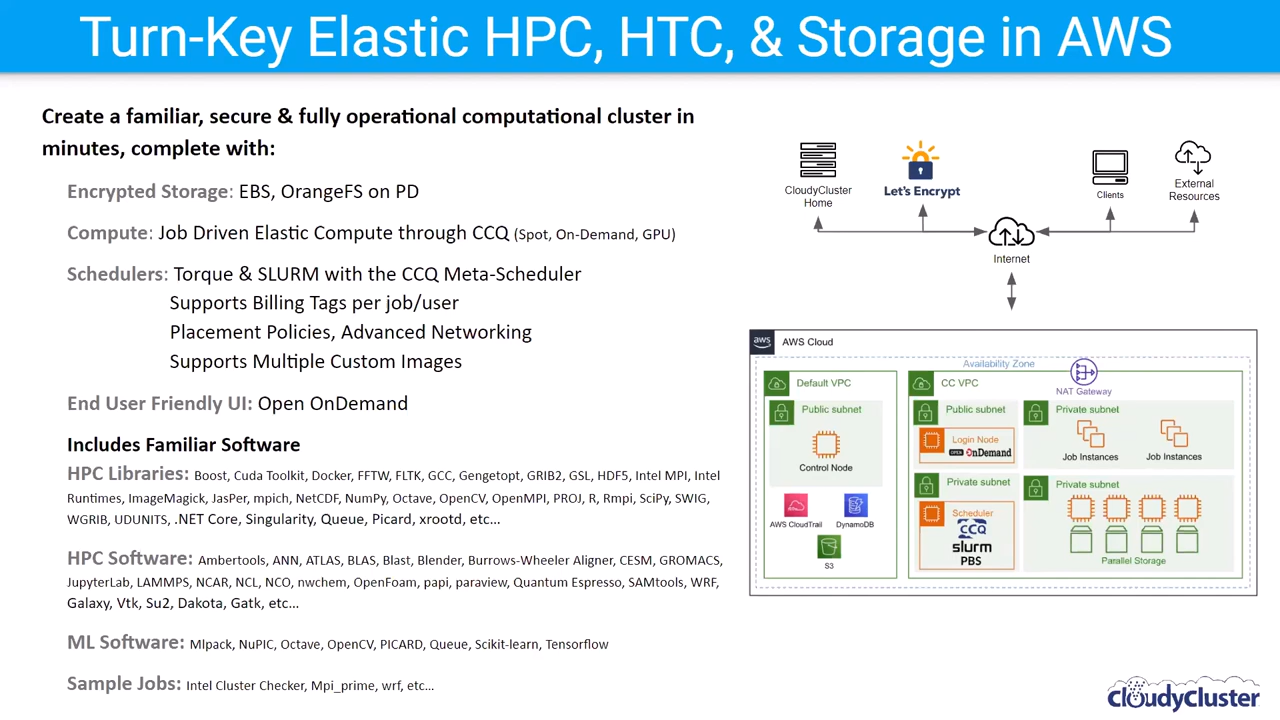 Turn-Key Elastic HPC, HTC, & Storage in AWS
Create a familiar, secure & fully operational computational cluster in
minutes, complete with:
Encrypted Storage: EBS, OrangeFS on PD
Compute: Job Driven Elastic Compute through CCQ (Spot, On-Demand, GPU)
Schedulers: Torque & SLURM with the CCQ Meta-Scheduler
Supports Billing Tags per job/user
Placement Policies, Advanced Networking
Supports Multiple Custom Images
End User Friendly UI: Open OnDemand
Includes Familiar Software
HPC Libraries: Boost, Cuda Toolkit, Docker, FFTW, FLTK, GCC, Gengetopt, GRIB2, GSL, HDF5, Intel MPI, Intel
Runtimes, ImageMagick, JasPer, mpich, NetCDF, NumPy, Octave, OpenCV, OpenMPI, PROJ, R, Rmpi, SciPy, SWIG,
WGRIB, UDUNITS, .NET Core, Singularity, Queue, Picard, xrootd, etc...
HPC Software: Ambertools, ANN, ATLAS, BLAS, Blast, Blender, Burrows-Wheeler Aligner, CESM, GROMACS,
JupyterLab, LAMMPS, NCAR, NCL, NCO, nwchem, OpenFoam, papi, paraview, Quantum Espresso, SAMtools, WRF,
Galaxy, Vtk, Su2, Dakota, Gatk, etc...
ML Software: Mlpack, NuPIC, Octave, OpenCV, PICARD, Queue, Scikit-learn, Tensorflow
Sample Jobs: Intel Cluster Checker, Mpi_prime, wrf, etc...
CloudyCluster
Home
Let's Encrypt
Clients
External
Resources
Internet
aws
AWS Cloud
Availability Zone
Default VPC
Public subnet
Control Node
AWS CloudTrail
DynamoDB
S3
CC VPC
NAT Gateway
Public subnet
Login Node
OPEN OnDemand
Private subnet
Job Instances
Job Instances
Private subnet
Scheduler
CCQ
slurm
PBS
Private subnet
Parallel Storage
cloudyCluster